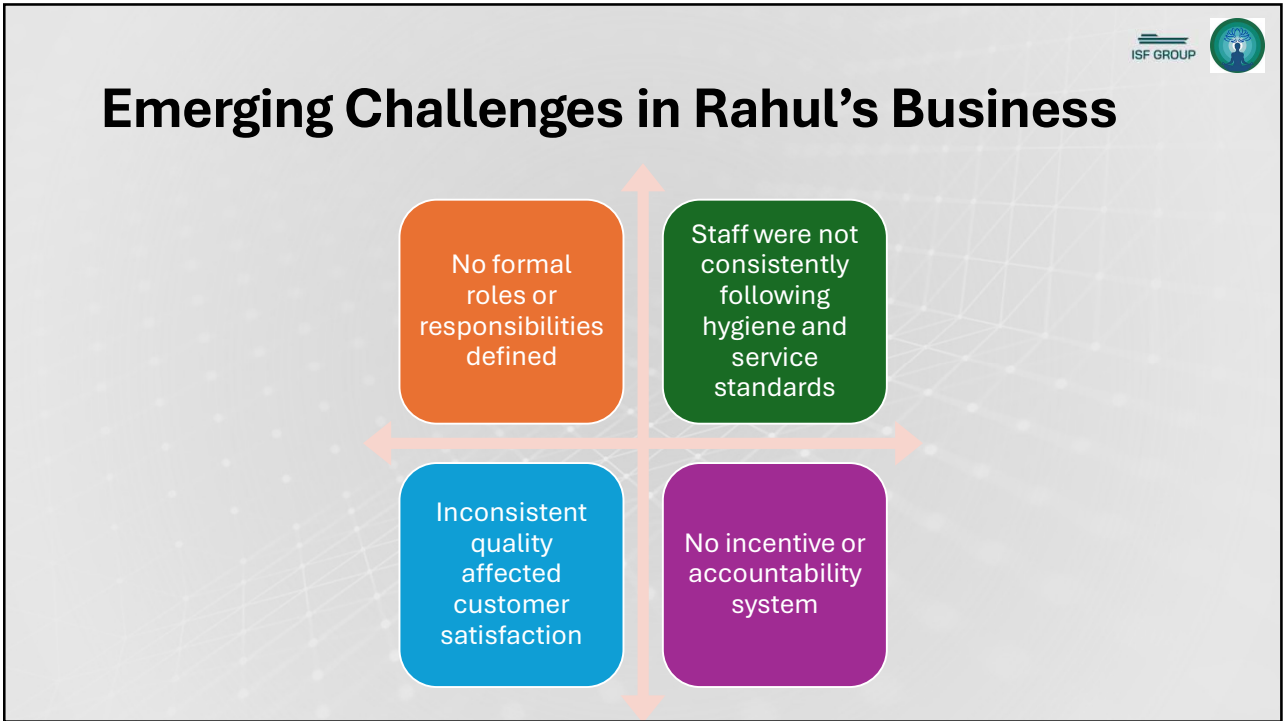 ISF GROUP
Emerging Challenges in Rahul’s Business
No formal
roles or
responsibilities
defined
Staff were not
consistently
following
hygiene and
service
standards
Inconsistent
quality
affected
customer
satisfaction
No incentive or
accountability
system